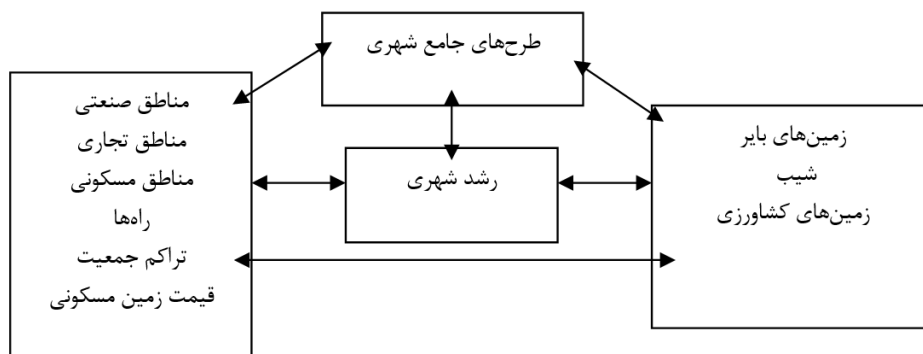 طرح‌های جامع شهری
زمین‌های بایر
شیب
زمین‌های کشاورزی
رشد شهری
مناطق صنعتی
مناطق تجاری
مناطق مسکونی
راه‌ها
تراکم جمعیت
قیمت زمین مسکونی